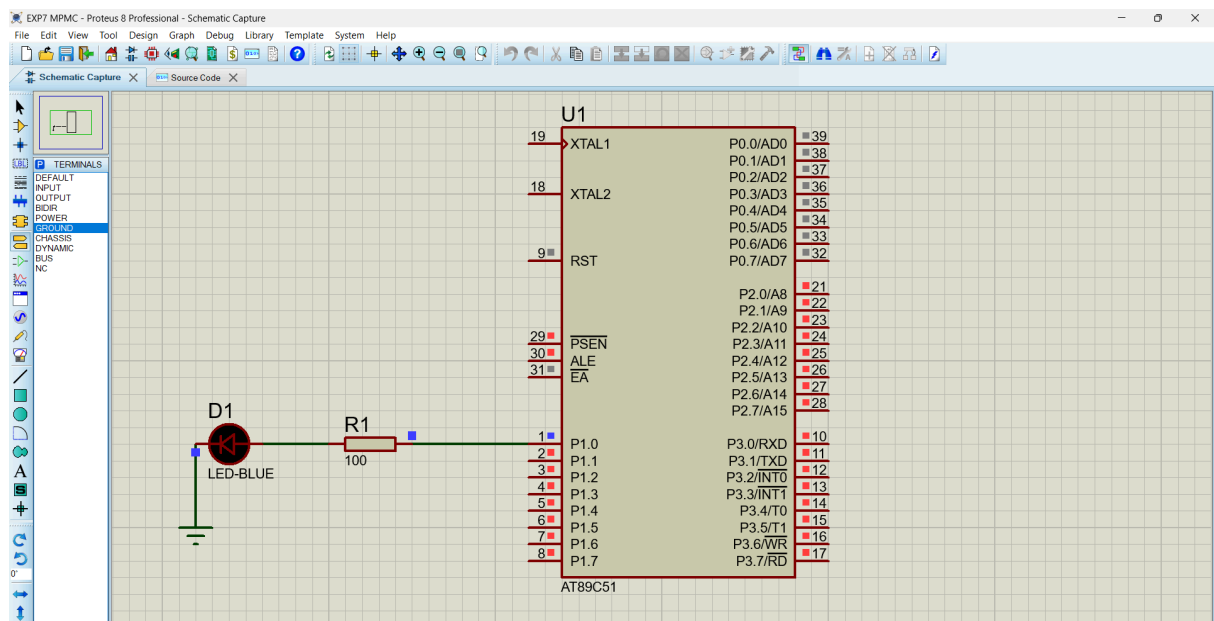 EXP7 MPMC - Proteus 8 Professional - Schematic Capture
File Edit View Tool Design Graph Debug Library Template System Help
Schematic Capture
Source Code
TERMINALS
DEFAULT
INPUT
OUTPUT
BIDIR
POWER
GROUND
CHASSIS
DYNAMIC
BUS
NC
0°
U1
19 XTAL1
18 XTAL2
9 RST
29 PSEN
30 ALE
31 EA
1 P1.0
2 P1.1
3 P1.2
4 P1.3
5 P1.4
6 P1.5
7 P1.6
8 P1.7
P0.0/AD0 39
P0.1/AD1 38
P0.2/AD2 37
P0.3/AD3 36
P0.4/AD4 35
P0.5/AD5 34
P0.6/AD6 33
P0.7/AD7 32
P2.0/A8 21
P2.1/A9 22
P2.2/A10 23
P2.3/A11 24
P2.4/A12 25
P2.5/A13 26
P2.6/A14 27
P2.7/A15 28
P3.0/RXD 10
P3.1/TXD 11
P3.2/INT0 12
P3.3/INT1 13
P3.4/T0 14
P3.5/T1 15
P3.6/WR 16
P3.7/RD 17
AT89C51
D1
LED-BLUE
R1
100